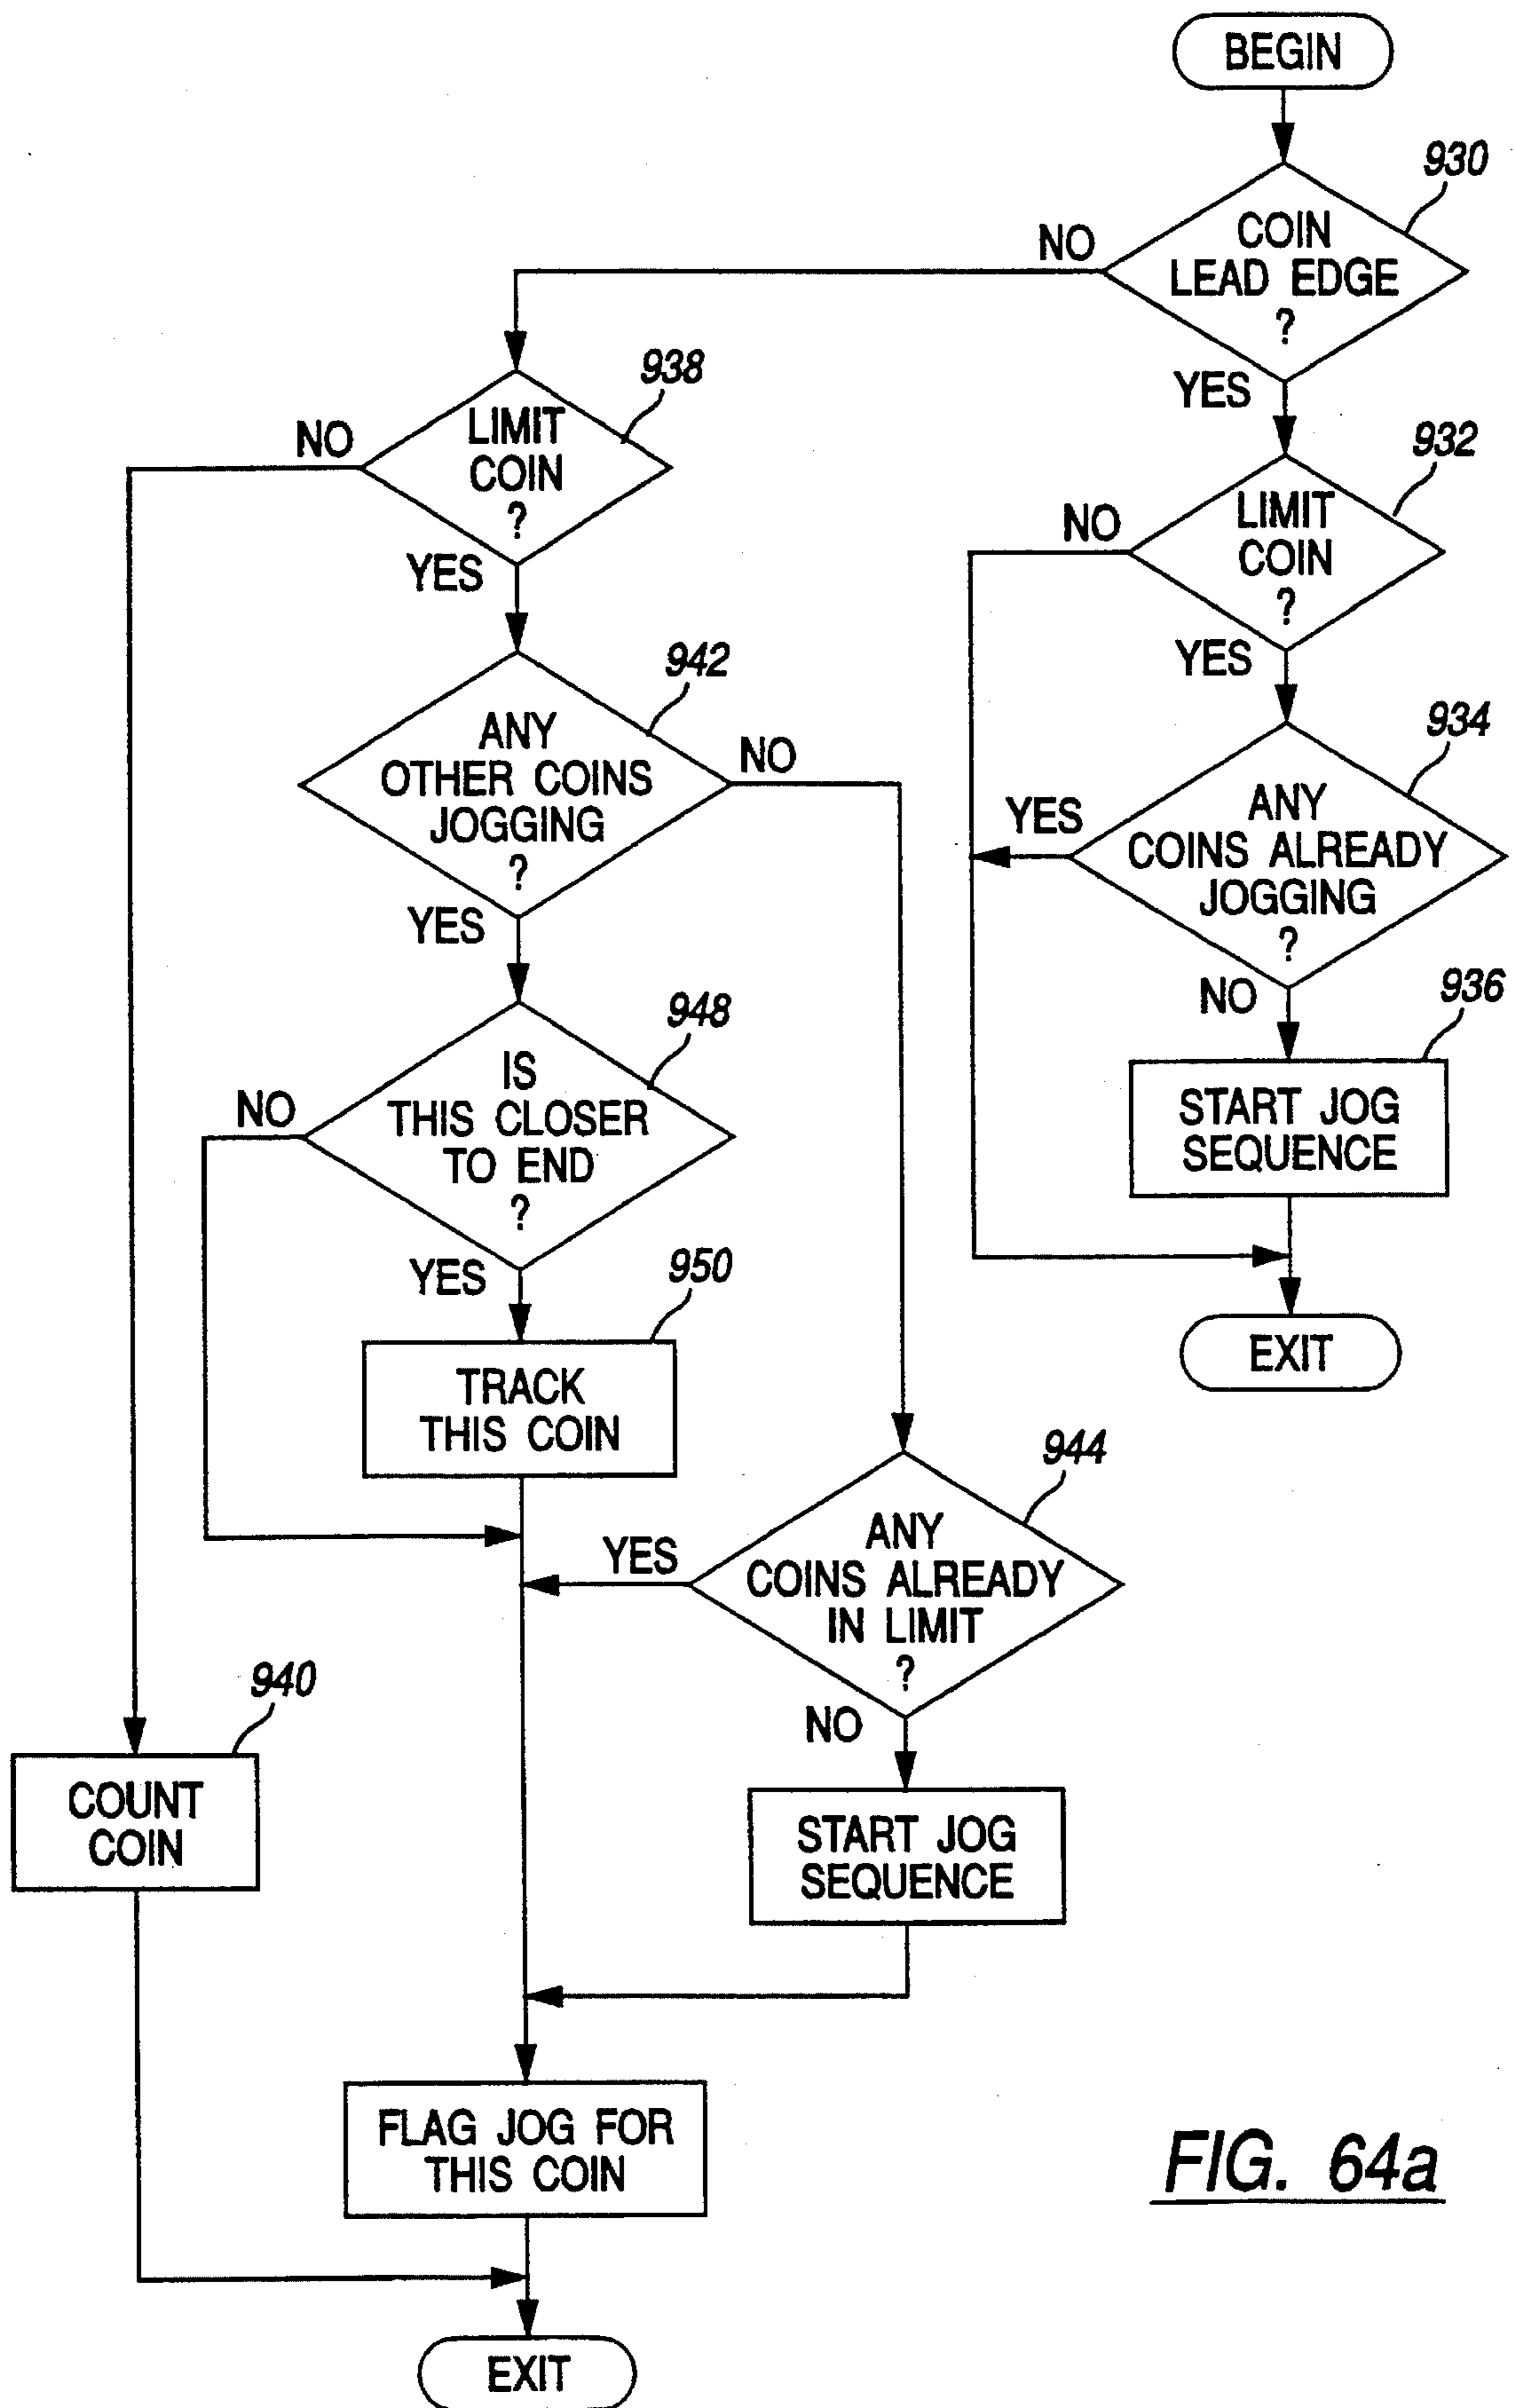 BEGIN
930
COIN
LEAD EDGE
?
NO
YES
938
LIMIT
COIN
?
NO
YES
932
LIMIT
COIN
?
NO
YES
942
ANY
OTHER COINS
JOGGING
?
NO
YES
934
ANY
COINS ALREADY
JOGGING
?
YES
NO
936
START JOG
SEQUENCE
EXIT
948
IS
THIS CLOSER
TO END
?
NO
YES
950
TRACK
THIS COIN
944
ANY
COINS ALREADY
IN LIMIT
?
YES
NO
940
COUNT
COIN
START JOG
SEQUENCE
FLAG JOG FOR
THIS COIN
EXIT
FIG. 64a